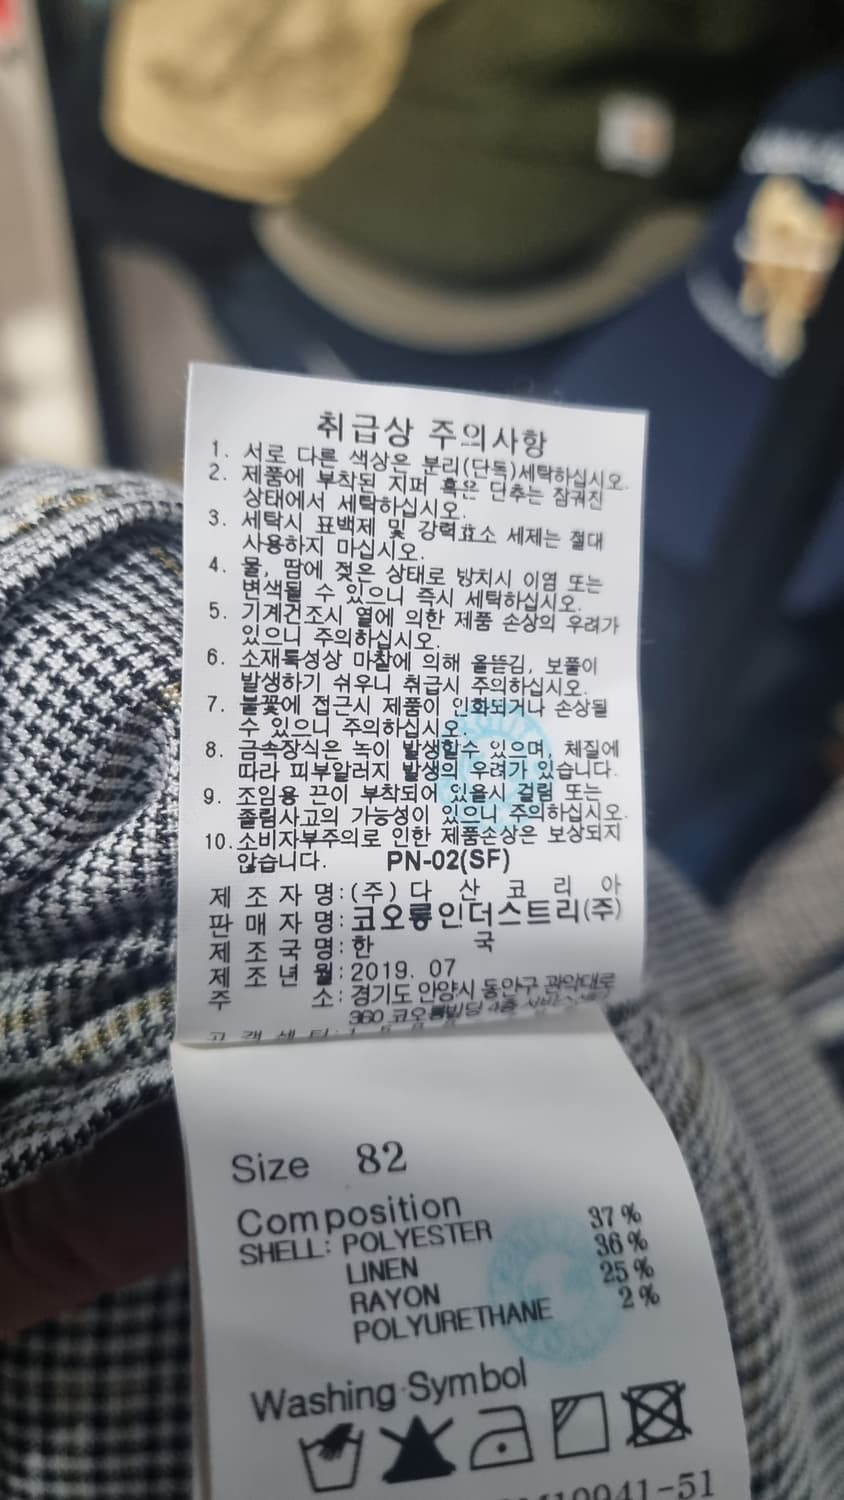 취급상 주의사항
1. 서로 다른 색상은 분리(단독)세탁하십시오.
2. 제품에 부착된 지퍼 혹은 단추는 잠궈진
상태에서 세탁하십시오.
3. 세탁시 표백제 및 강력효소 세제는 절대
사용하지 마십시오.
4. 물, 땀에 젖은 상태로 방치시 이염 또는
변색될 수 있으니 즉시 세탁하십시오.
5. 기계건조시 열에 의한 제품 손상의 우려가
있으니 주의하십시오.
6. 소재특성상 마찰에 의해 올뜯김, 보풀이
발생하기 쉬우니 취급시 주의하십시오.
7. 불꽃에 접근시 제품이 인화되거나 손상될
수 있으니 주의하십시오.
8. 금속장식은 녹이 발생할수 있으며, 체질에
따라 피부알러지 발생의 우려가 있습니다.
9. 조임용 끈이 부착되어 있을시 걸림 또는
졸림사고의 가능성이 있으니 주의하십시오.
10. 소비자부주의로 인한 제품손상은 보상되지
않습니다. PN-02(SF)
제 조 자 명: (주) 다 산 코 리 아
판 매 자 명: 코오롱인더스트리(주)
제 조 국 명: 한 국
제 조 년 월: 2019. 07
주 소: 경기도 안양시 동안구 관악대로
360 코오롱빌딩 4층
고 객 센 터:
Size 82
Composition
SHELL: POLYESTER 37 %
LINEN 36 %
RAYON 25 %
POLYURETHANE 2 %
Washing Symbol